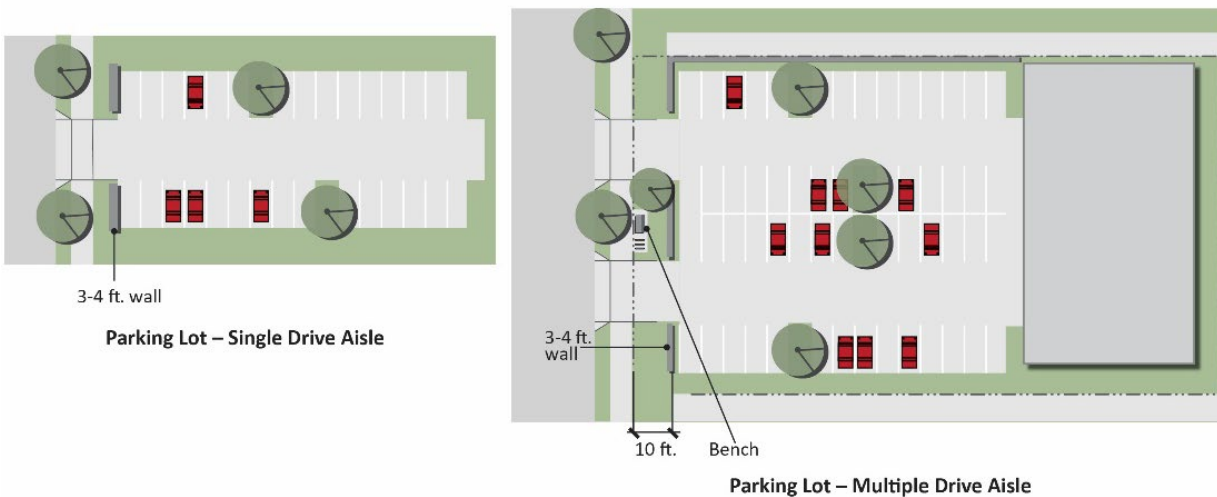 3-4 ft. wall
Parking Lot – Single Drive Aisle
3-4 ft.
wall
10 ft.
Bench
Parking Lot – Multiple Drive Aisle